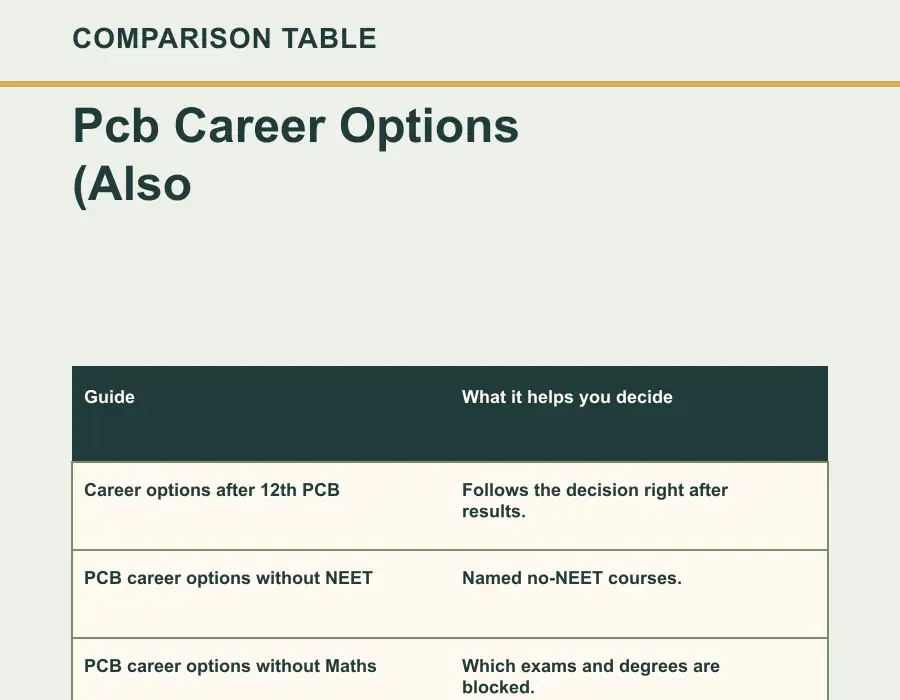 COMPARISON TABLE
Pcb Career Options
(Also
Guide
What it helps you decide
Career options after 12th PCB
Follows the decision right after
results.
PCB career options without NEET
Named no-NEET courses.
PCB career options without Maths
Which exams and degrees are
blocked.